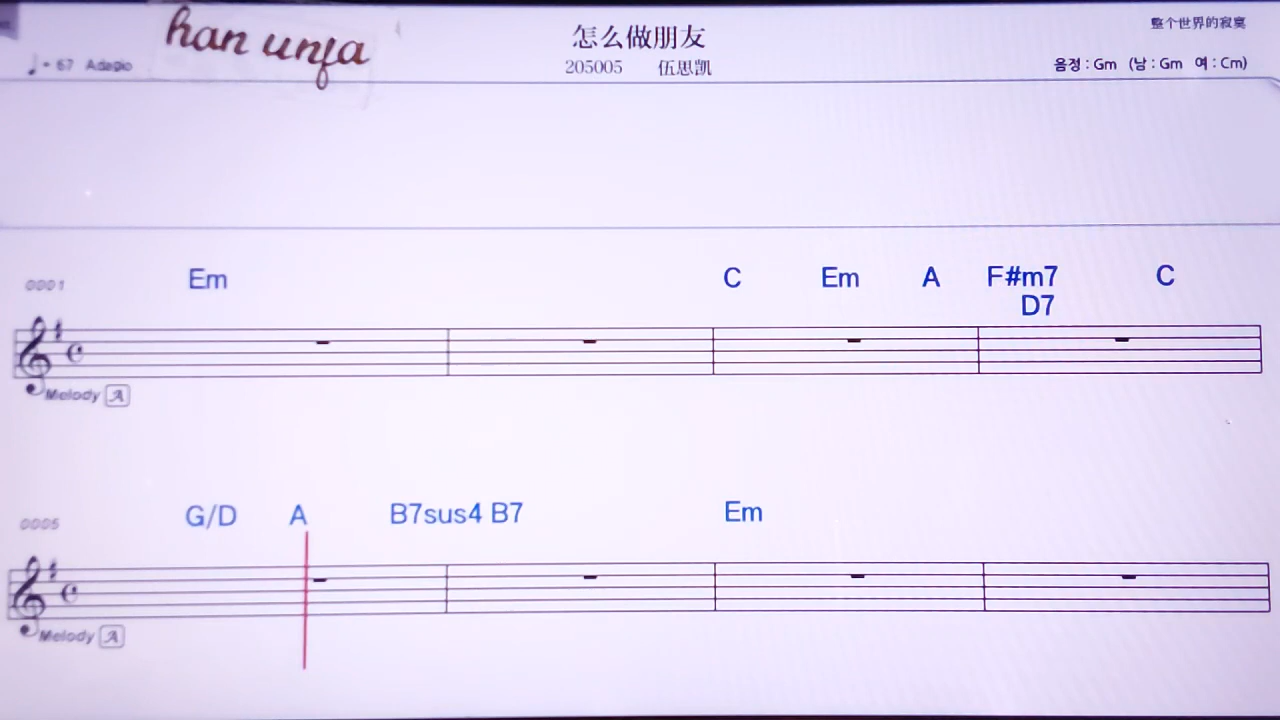 han unfa
怎么做朋友
整个世界的寂寞
♩= 67 Adagio
205005 伍思凯
음정 : Gm (남 : Gm 여 : Cm)
0001 Em C Em A F#m7 C
D7
Melody A
0005 G/D A B7sus4 B7 Em
Melody A